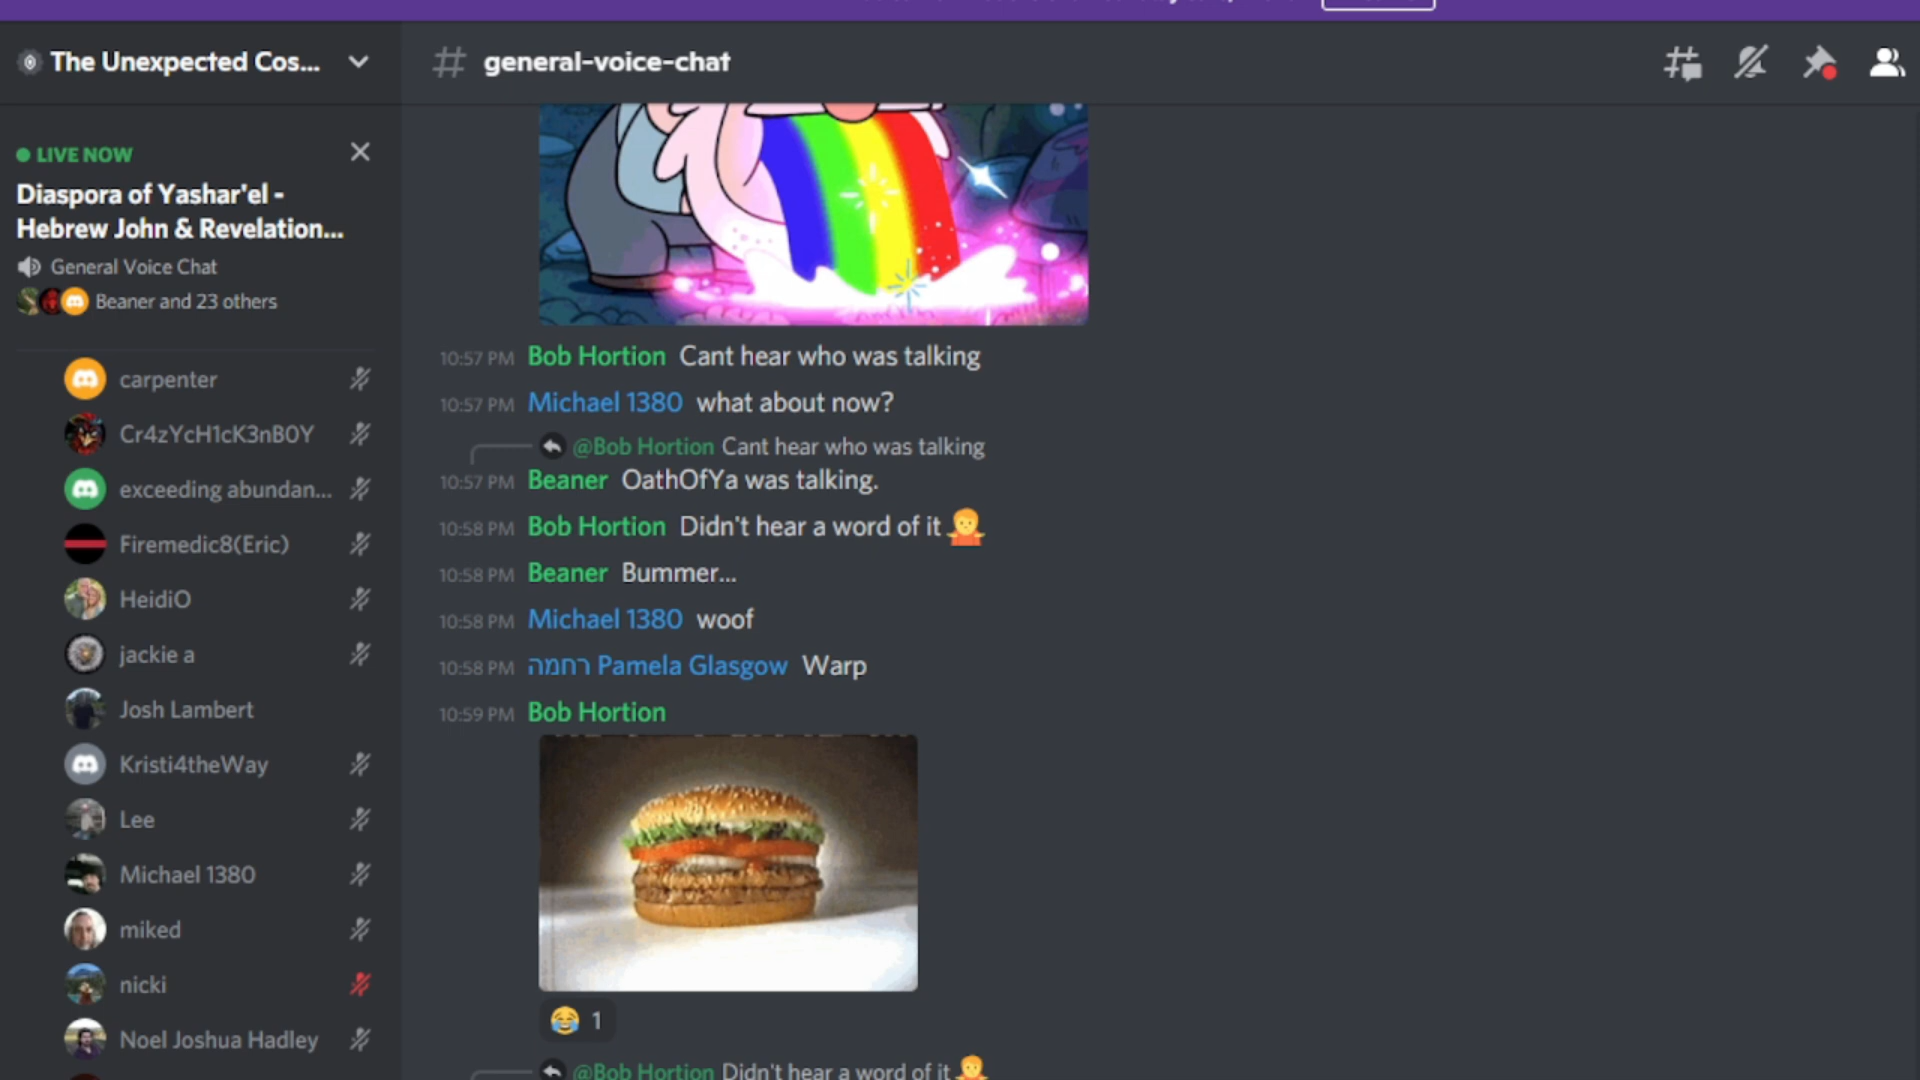 The Unexpected Cos...
LIVE NOW
Diaspora of Yashar'el -
Hebrew John & Revelation...
General Voice Chat
Beaner and 23 others
carpenter
Cr4zYcH1cK3nB0Y
exceeding abundan...
Firemedic8(Eric)
HeidiO
jackie a
Josh Lambert
Kristi4theWay
Lee
Michael 1380
miked
nicki
Noel Joshua Hadley
# general-voice-chat
10:57 PM Bob Hortion Cant hear who was talking
10:57 PM Michael 1380 what about now?
@Bob Hortion Cant hear who was talking
10:57 PM Beaner OathOfYa was talking.
10:58 PM Bob Hortion Didn't hear a word of it 🤷
10:58 PM Beaner Bummer...
10:58 PM Michael 1380 woof
10:58 PM רחמה Pamela Glasgow Warp
10:59 PM Bob Hortion
😂 1
@Bob Hortion Didn't hear a word of it 🤷